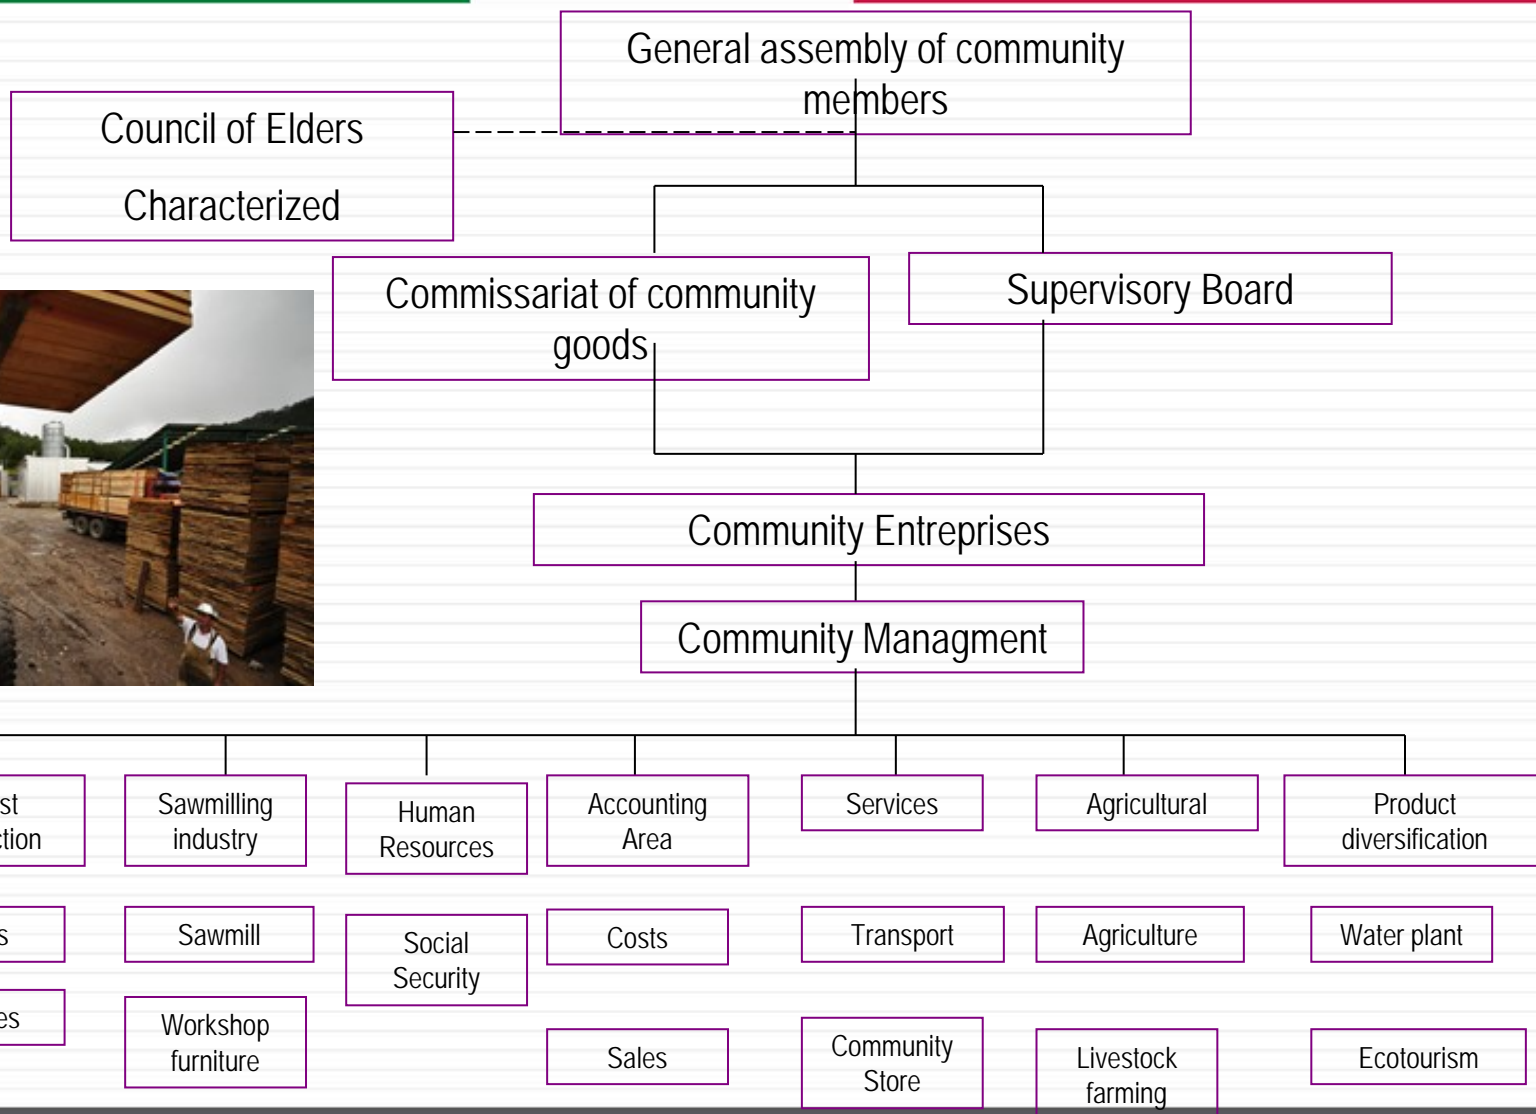 General assembly of community
members
Council of Elders
Characterized
Commissariat of community
goods
Supervisory Board
Community Entreprises
Community Managment
Sawmilling
industry
Human
Resources
Accounting
Area
Services
Agricultural
Product
diversification
Sawmill
Social
Security
Costs
Transport
Agriculture
Water plant
Workshop
furniture
Sales
Community
Store
Livestock
farming
Ecotourism